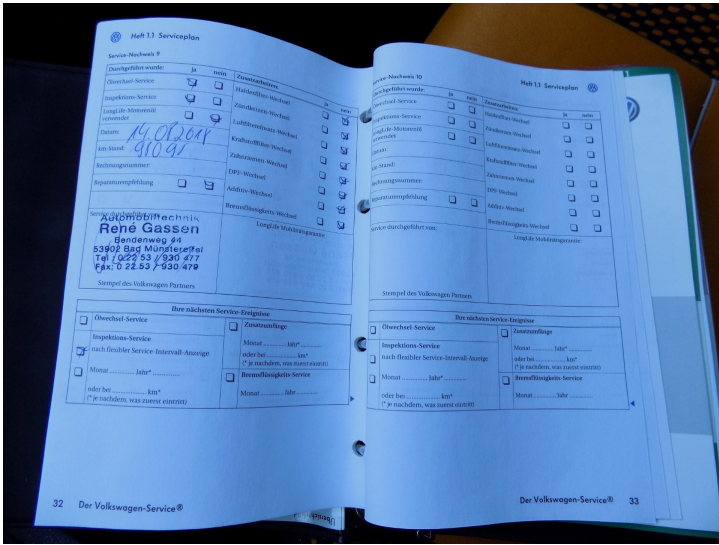 Heft 1.1 Serviceplan
Service-Nachweis 9
Durchgeführt wurde: ja nein
Ölwechsel-Service
Inspektions-Service
LongLife-Motorenöl
verwendet
Datum: 14.08.2018
km-Stand: 98091
Rechnungsnummer:
Reparaturempfehlung
Zusatzarbeiten: ja nein
Haldexfilter-Wechsel
Zündkerzen-Wechsel
Luftfiltereinsatz-Wechsel
Kraftstofffilter-Wechsel
Zahnriemen-Wechsel
DPF-Wechsel
Additiv-Wechsel
Bremsflüssigkeits-Wechsel
Service durchgeführt von:
Automobiltechnik
René Gassen
Bendenweg 44
53902 Bad Münstereifel
Tel.: 0 22 53 / 930 477
Fax: 0 22 53 / 930 479
Stempel des Volkswagen Partners
LongLife Mobilitätsgarantie
Ihre nächsten Service-Ereignisse
Ölwechsel-Service
Inspektions-Service
nach flexibler Service-Intervall-Anzeige
Monat .............. Jahr* ..............
oder bei .................. km*
(* je nachdem, was zuerst eintritt)
Zusatzumfänge
Monat .............. Jahr* ..............
oder bei .................. km*
(* je nachdem, was zuerst eintritt)
Bremsflüssigkeits-Service
Monat .............. Jahr ..............
32 Der Volkswagen-Service®
Heft 1.1 Serviceplan
Service-Nachweis 10
Durchgeführt wurde: ja nein
Ölwechsel-Service
Inspektions-Service
LongLife-Motorenöl
verwendet
Datum:
km-Stand:
Rechnungsnummer:
Reparaturempfehlung
Zusatzarbeiten: ja nein
Haldexfilter-Wechsel
Zündkerzen-Wechsel
Luftfiltereinsatz-Wechsel
Kraftstofffilter-Wechsel
Zahnriemen-Wechsel
DPF-Wechsel
Additiv-Wechsel
Bremsflüssigkeits-Wechsel
Service durchgeführt von:
LongLife Mobilitätsgarantie
Stempel des Volkswagen Partners
Ihre nächsten Service-Ereignisse
Ölwechsel-Service
Inspektions-Service
nach flexibler Service-Intervall-Anzeige
Monat .............. Jahr* ..............
oder bei .................. km*
(* je nachdem, was zuerst eintritt)
Zusatzumfänge
Monat .............. Jahr* ..............
oder bei .................. km*
(* je nachdem, was zuerst eintritt)
Bremsflüssigkeits-Service
Monat .............. Jahr ..............
Der Volkswagen-Service® 33